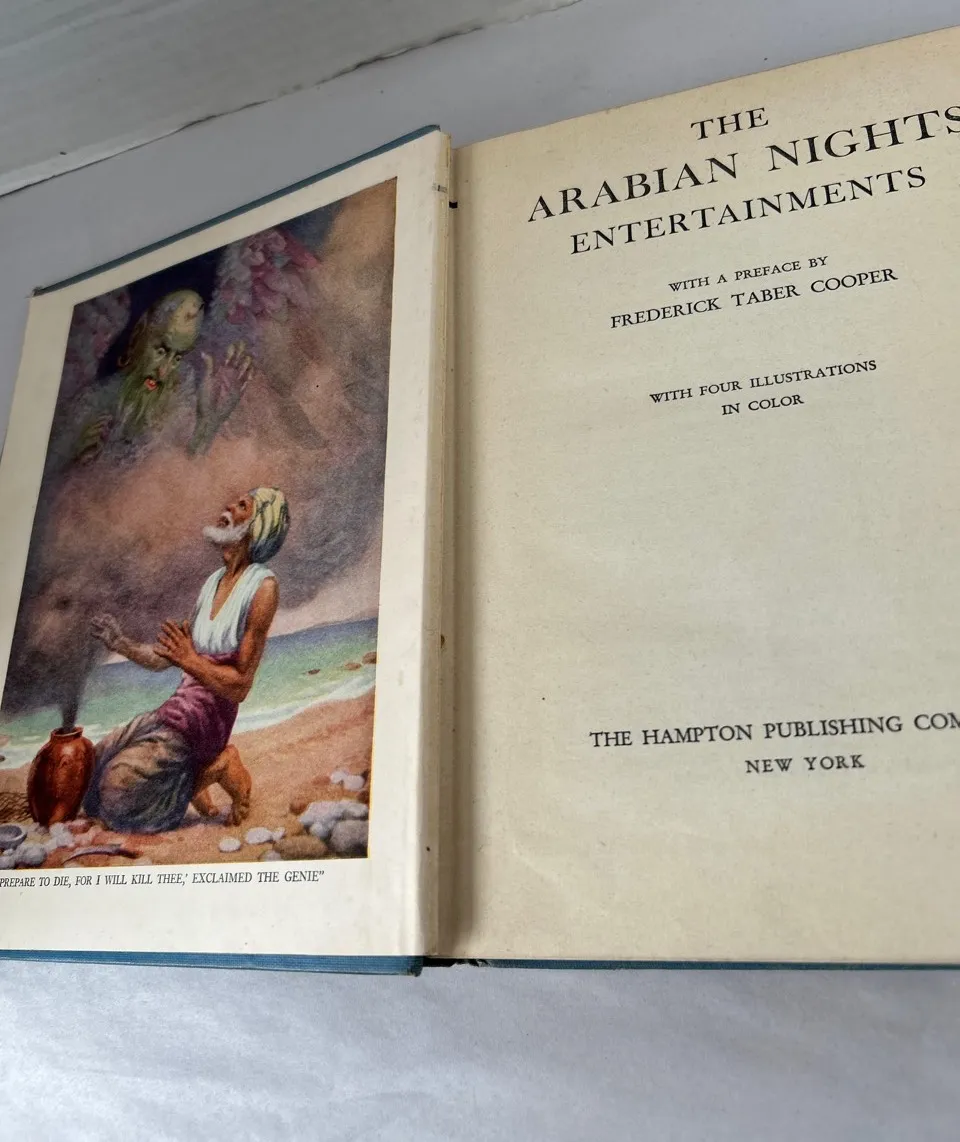 PREPARE TO DIE, FOR I WILL KILL THEE,' EXCLAIMED THE GENIE"
THE
ARABIAN NIGHTS
ENTERTAINMENTS
WITH A PREFACE BY
FREDERICK TABER COOPER
WITH FOUR ILLUSTRATIONS
IN COLOR
THE HAMPTON PUBLISHING COM
NEW YORK